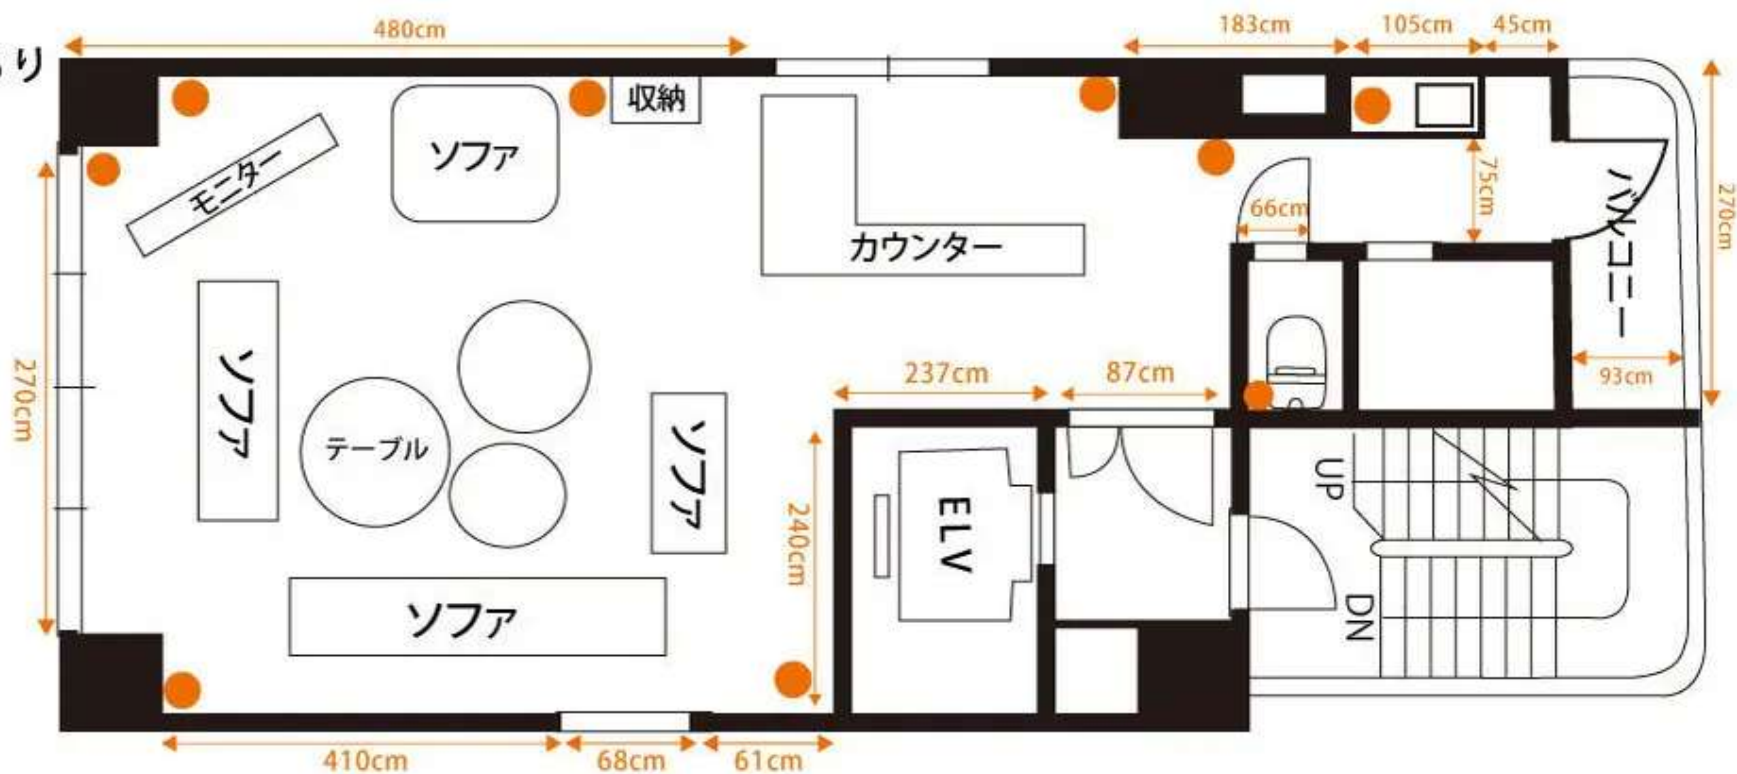 480cm
183cm
105cm
45cm
り
収納
ソファ
モニター
カウンター
66cm
75cm
バルコニー
270cm
270cm
ソファ
テーブル
ソファ
237cm
87cm
93cm
240cm
ELV
UP
DN
ソファ
410cm
68cm
61cm